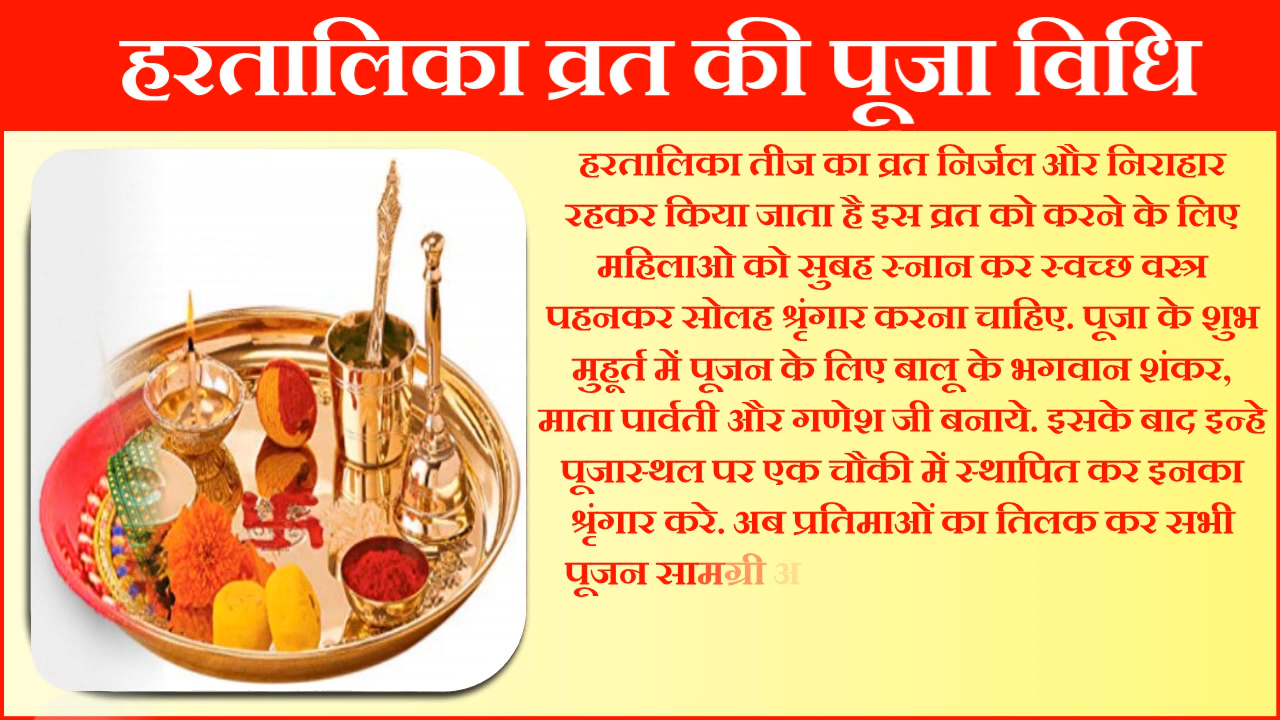 हरतालिका व्रत की पूजा विधि
हरतालिका तीज का व्रत निर्जल और निराहार
रहकर किया जाता है इस व्रत को करने के लिए
महिलाओ को सुबह स्नान कर स्वच्छ वस्त्र
पहनकर सोलह श्रृंगार करना चाहिए. पूजा के शुभ
मुहूर्त में पूजन के लिए बालू के भगवान शंकर,
माता पार्वती और गणेश जी बनाये. इसके बाद इन्हे
पूजास्थल पर एक चौकी में स्थापित कर इनका
श्रृंगार करे. अब प्रतिमाओं का तिलक कर सभी
पूजन सामग्री अ